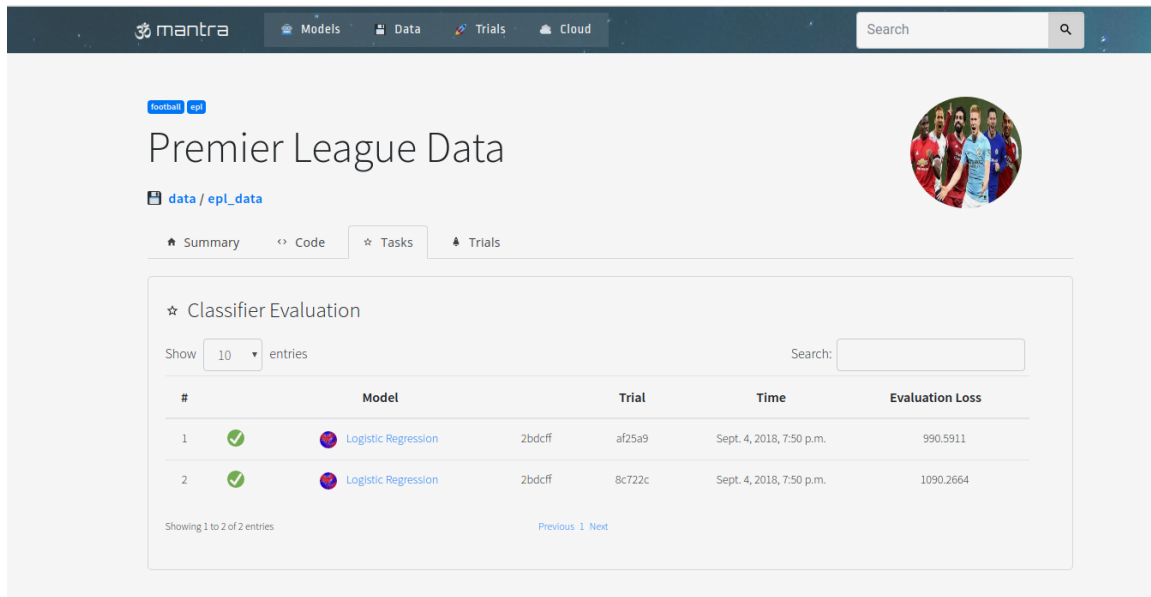 ॐ mantra Models Data Trials Cloud Search
football epl
Premier League Data
data / epl_data
Summary <> Code Tasks Trials
Classifier Evaluation
Show 10 entries Search:
# Model Trial Time Evaluation Loss
1 Logistic Regression 2bdcff af25a9 Sept. 4, 2018, 7:50 p.m. 990.5911
2 Logistic Regression 2bdcff 8c722c Sept. 4, 2018, 7:50 p.m. 1090.2664
Showing 1 to 2 of 2 entries Previous 1 Next